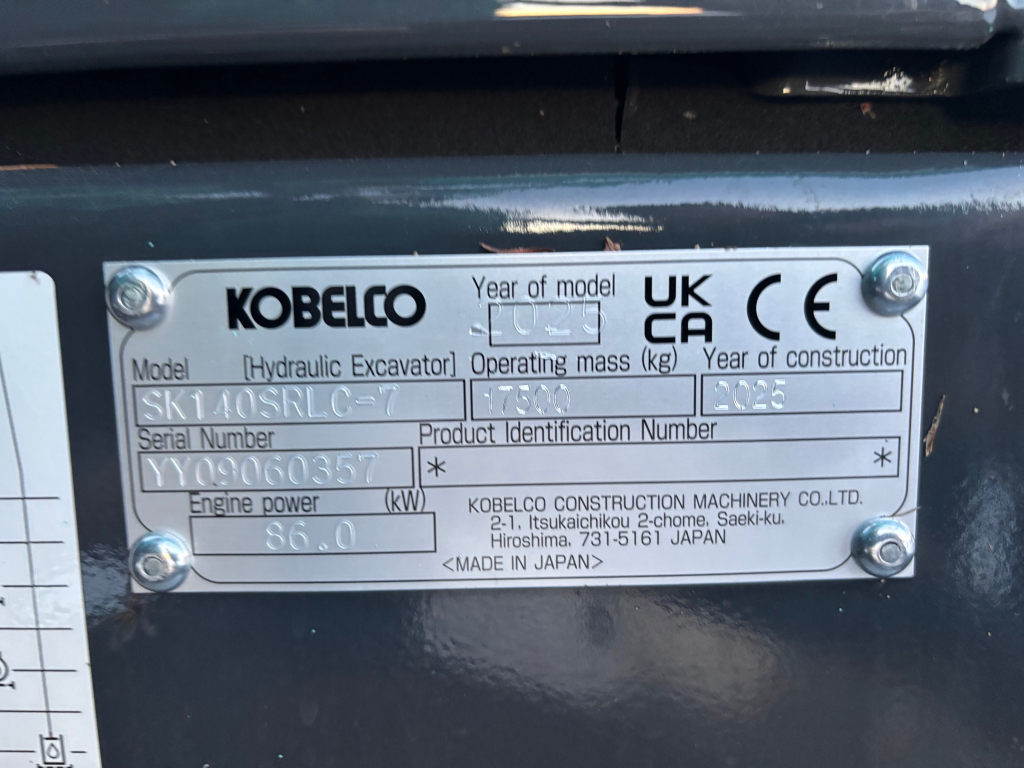 KOBELCO
Year of model
2025
UK
CA
CE
Model [Hydraulic Excavator]
SK140SRLC-7
Operating mass (kg)
17500
Year of construction
2025
Serial Number
YY09060357
Product Identification Number
* *
Engine power (kW)
86.0
KOBELCO CONSTRUCTION MACHINERY CO.,LTD.
2-1, Itsukaichikou 2-chome, Saeki-ku,
Hiroshima, 731-5161 JAPAN
<MADE IN JAPAN>